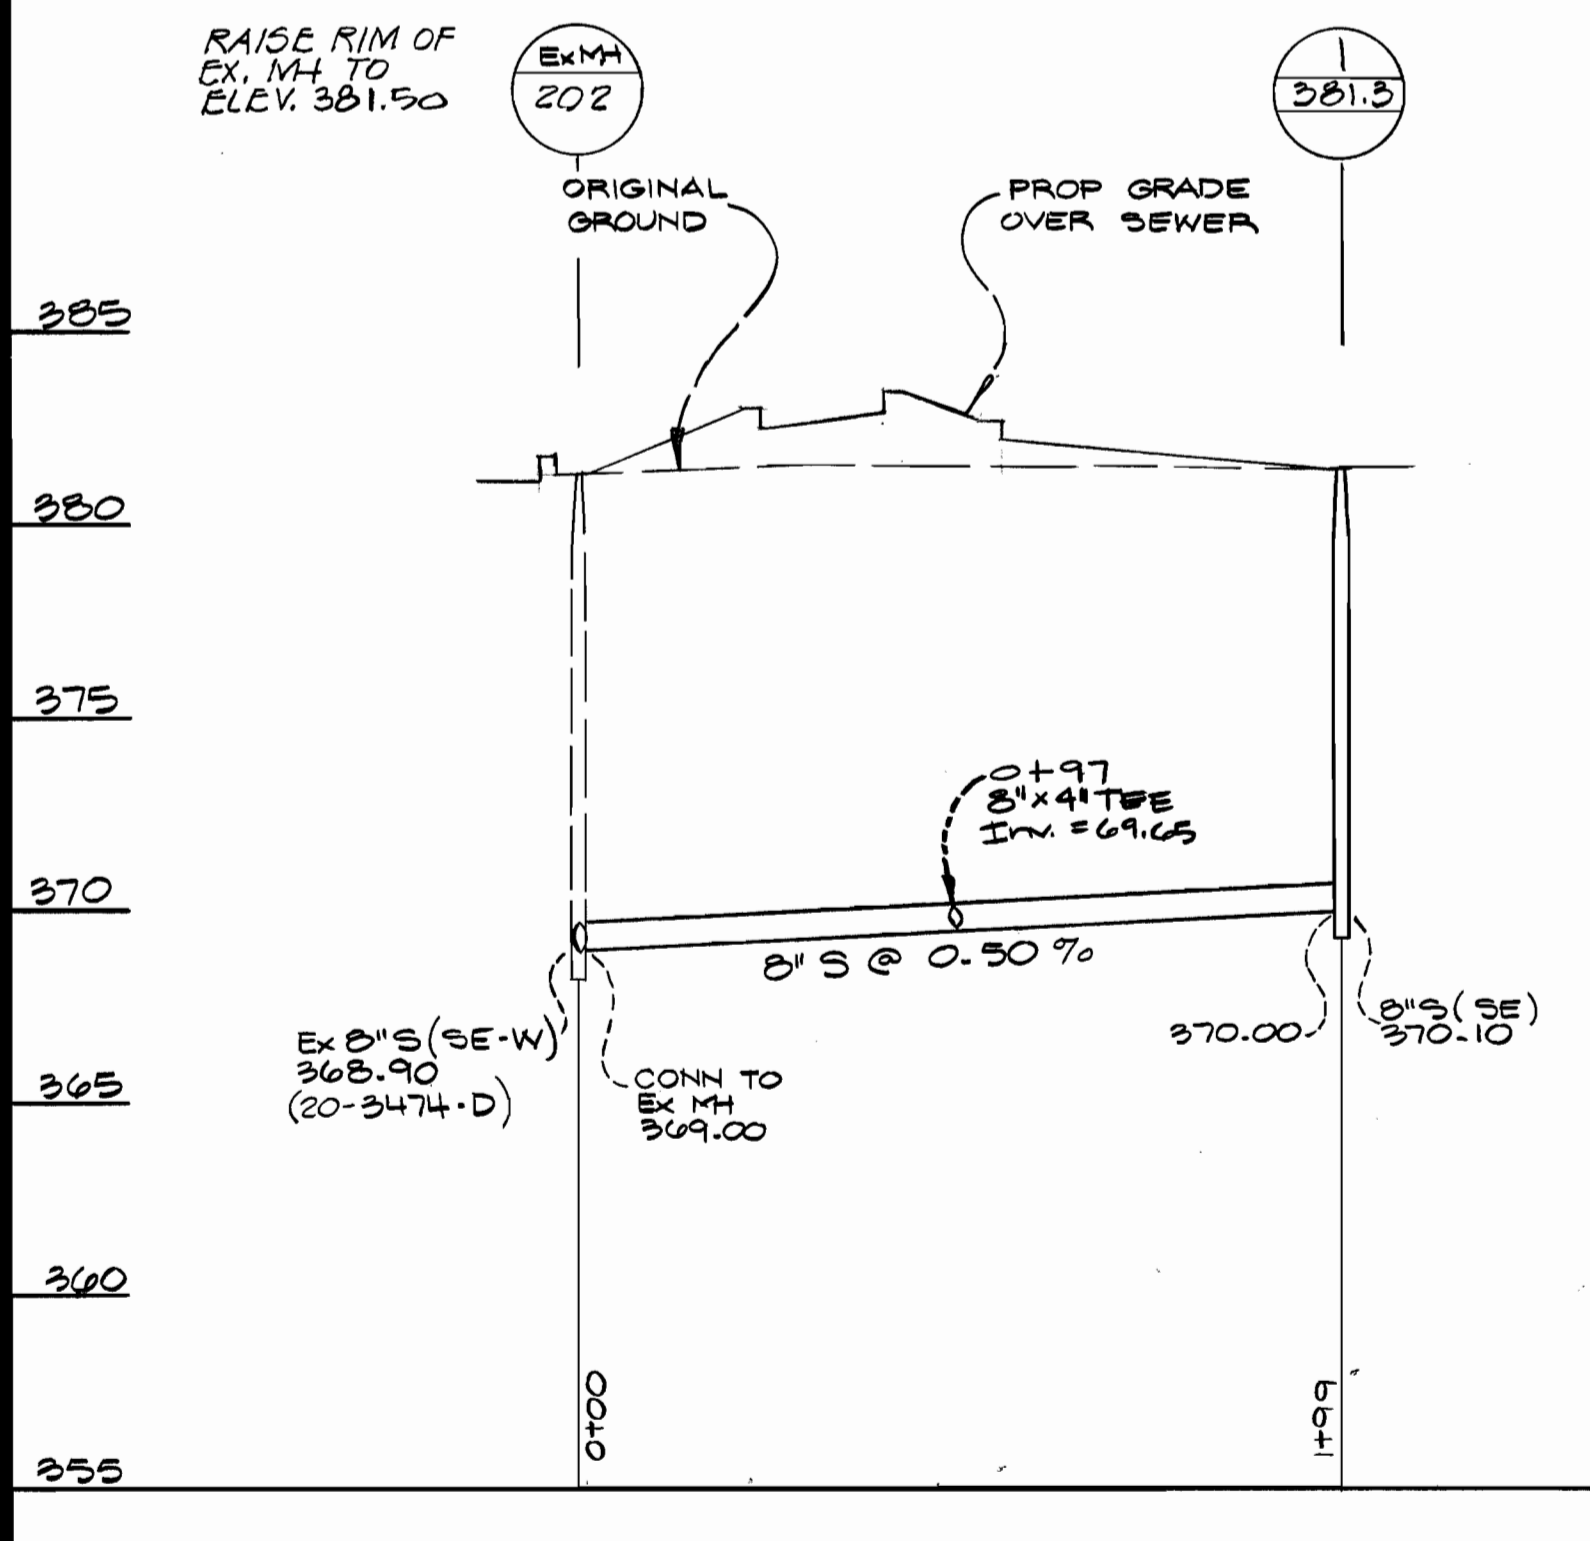 RAISE RIM OF
EX. MH TO
ELEV. 381.50
Ex MH
202
1
381.3
ORIGINAL
GROUND
PROP GRADE
OVER SEWER
385
380
375
370
365
360
355
0+97
8"x4" TEE
Inv. = 69.65
8" S @ 0.50 %
Ex 8" S (SE-W)
368.90
(20-3474-D)
CONN TO
EX MH
369.00
370.00
8" S (SE)
370.10
0+00
1+99